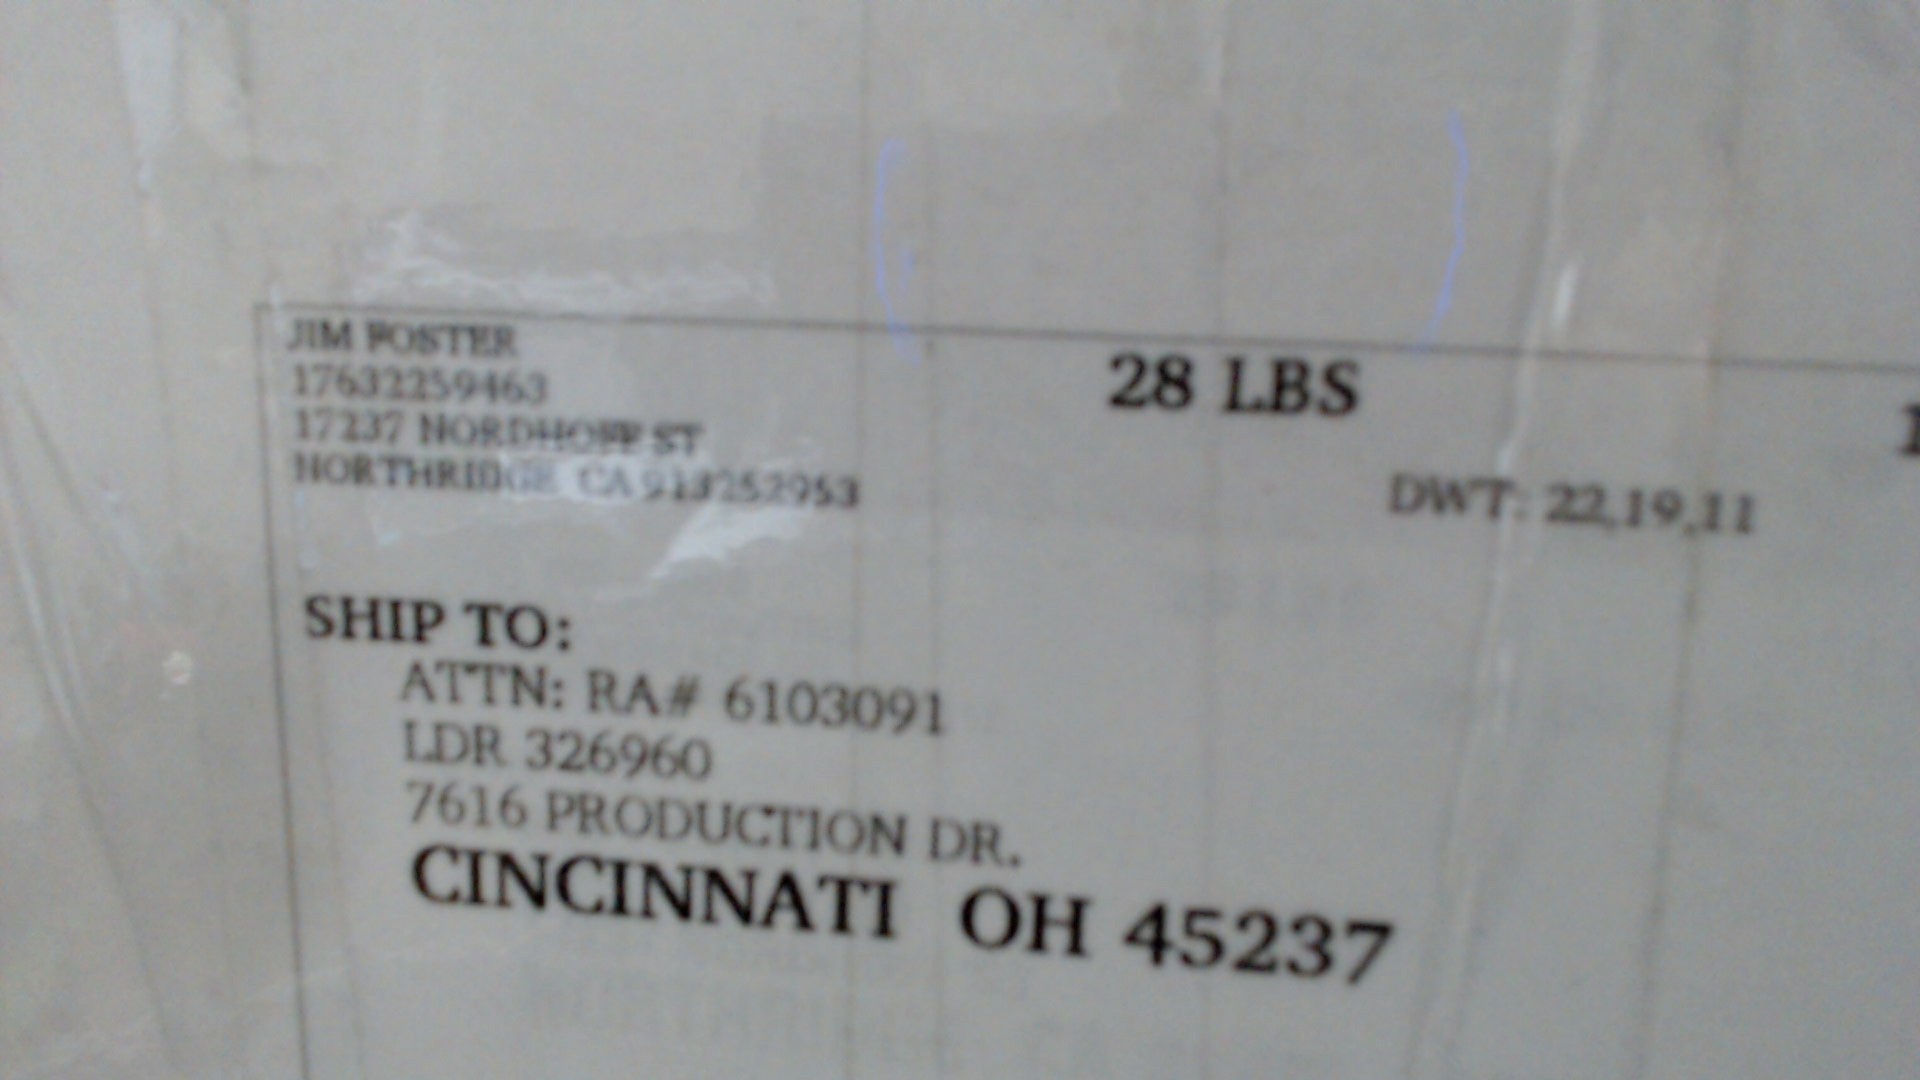 JIM FOSTER
17632259463
17237 NORDHOFF ST
NORTHRIDGE CA 913252953
28 LBS
DWT: 22,19,11
SHIP TO:
ATTN: RA# 6103091
LDR 326960
7616 PRODUCTION DR.
CINCINNATI OH 45237